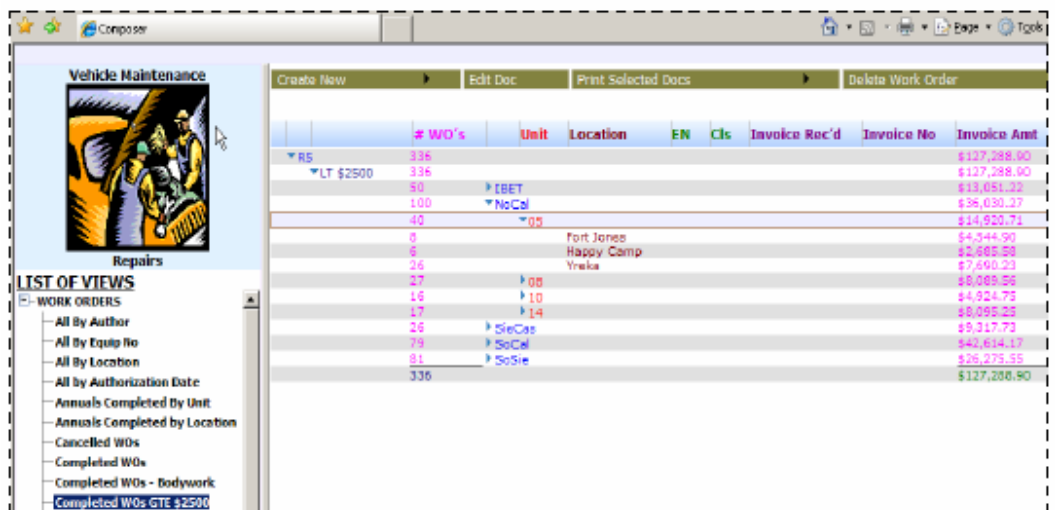 Composer Page Tools
Vehicle Maintenance
Repairs
LIST OF VIEWS
WORK ORDERS
All By Author
All By Equip No
All By Location
All by Authorization Date
Annuals Completed By Unit
Annuals Completed by Location
Cancelled WOs
Completed WOs
Completed WOs - Bodywork
Completed WOs GTE $2500
Create New Edit Doc Print Selected Docs Delete Work Order
# WO's Unit Location EN Cls Invoice Rec'd Invoice No Invoice Amt
R5 336 $127,288.90
LT $2500 336 $127,288.90
50 IBET $13,051.22
100 NoCal $36,030.27
40 05 $14,920.71
8 Fort Jones $4,544.90
6 Happy Camp $2,685.58
26 Yreka $7,690.23
27 08 $8,089.56
16 10 $4,924.75
17 14 $8,095.25
26 SieCas $9,317.73
79 SoCal $42,614.17
81 SoSie $26,275.55
336 $127,288.90